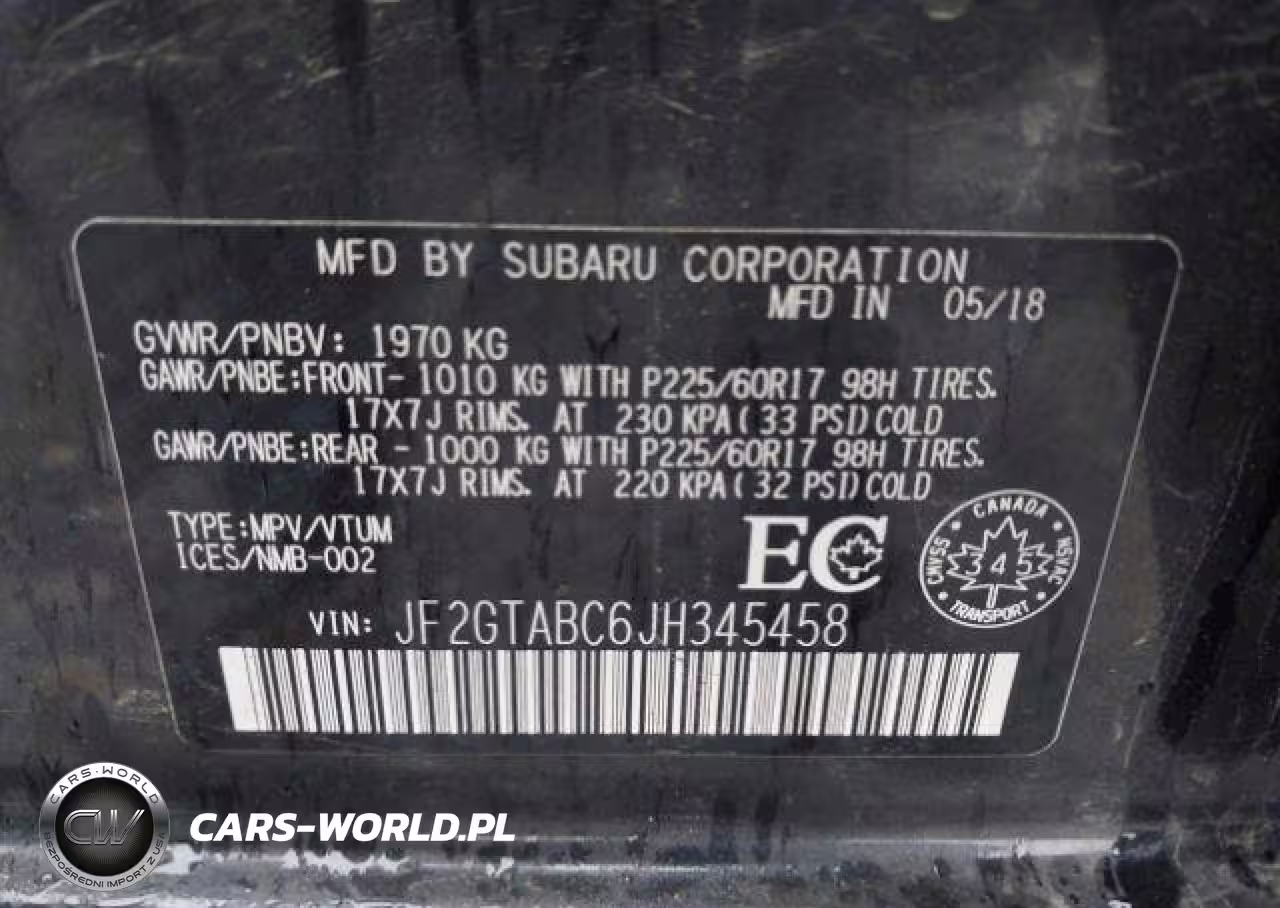 MFD BY SUBARU CORPORATION
MFD IN 05/18
GVWR/PNBV: 1970 KG
GAWR/PNBE:FRONT- 1010 KG WITH P225/60R17 98H TIRES.
17X7J RIMS. AT 230 KPA(33 PSI)COLD
GAWR/PNBE:REAR - 1000 KG WITH P225/60R17 98H TIRES.
17X7J RIMS. AT 220 KPA(32 PSI)COLD
TYPE:MPV/VTUM
ICES/NMB-002
EC
CANADA
CMVSS
345
NSVAC
TRANSPORT
VIN: JF2GTABC6JH345458
CARS-WORLD
CW
BEZPOŚREDNI IMPORT Z USA
CARS-WORLD.PL